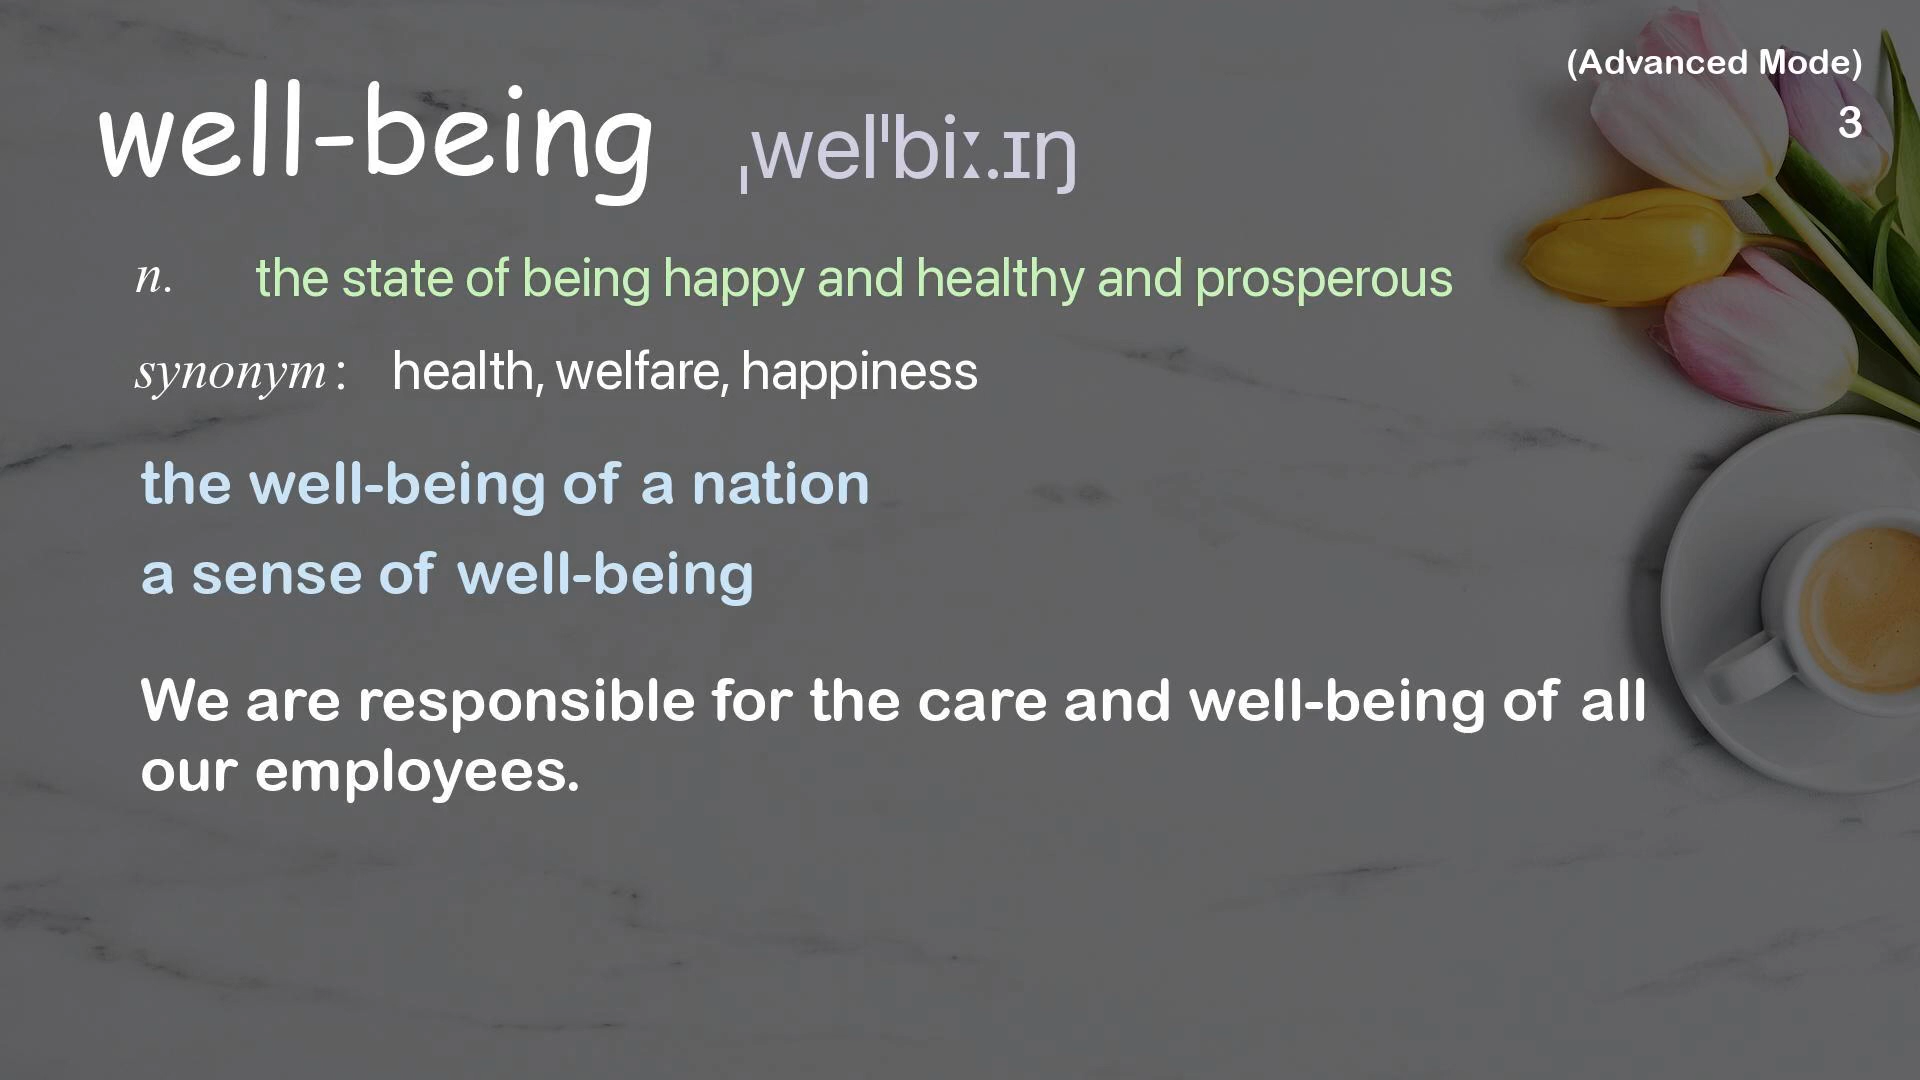 (Advanced Mode)
well-being ˌwelˈbiː.ɪŋ
3
n. the state of being happy and healthy and prosperous
synonym : health, welfare, happiness
the well-being of a nation
a sense of well-being
We are responsible for the care and well-being of all
our employees.